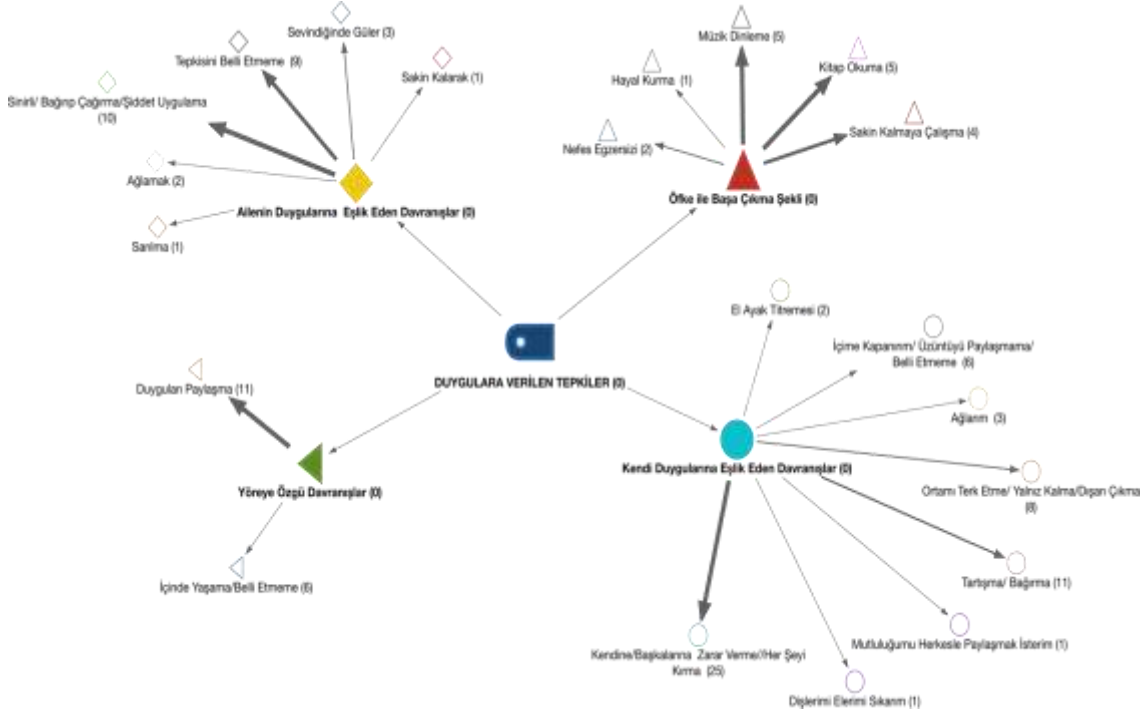 Sevindiğinde Güler (3)
Tepkisini Belli Etmeme (9)
Sakin Kalarak (1)
Sinirli/ Bağırıp Çağırma/Şiddet Uygulama
(10)
Ağlamak (2)
Sarılma (1)
Ailenin Duygularına Eşlik Eden Davranışlar (0)
Müzik Dinleme (5)
Kitap Okuma (5)
Hayal Kurma (1)
Sakin Kalmaya Çalışma (4)
Nefes Egzersizi (2)
Öfke ile Başa Çıkma Şekli (0)
DUYGULARA VERİLEN TEPKİLER (0)
Duyguları Paylaşma (11)
Yöreye Özgü Davranışlar (0)
İçinde Yaşama/Belli Etmeme (6)
El Ayak Titremesi (2)
İçime Kapanırım/ Üzüntüyü Paylaşmama/
Belli Etmeme (6)
Ağlarım (3)
Kendi Duygularına Eşlik Eden Davranışlar (0)
Ortamı Terk Etme/ Yalnız Kalma/Dışarı Çıkma
(8)
Tartışma/ Bağırma (11)
Mutluluğumu Herkesle Paylaşmak İsterim (1)
Kendine/Başkalarına Zarar Verme//Her Şeyi
Kırma (25)
Dişlerimi Elerimi Sıkarım (1)